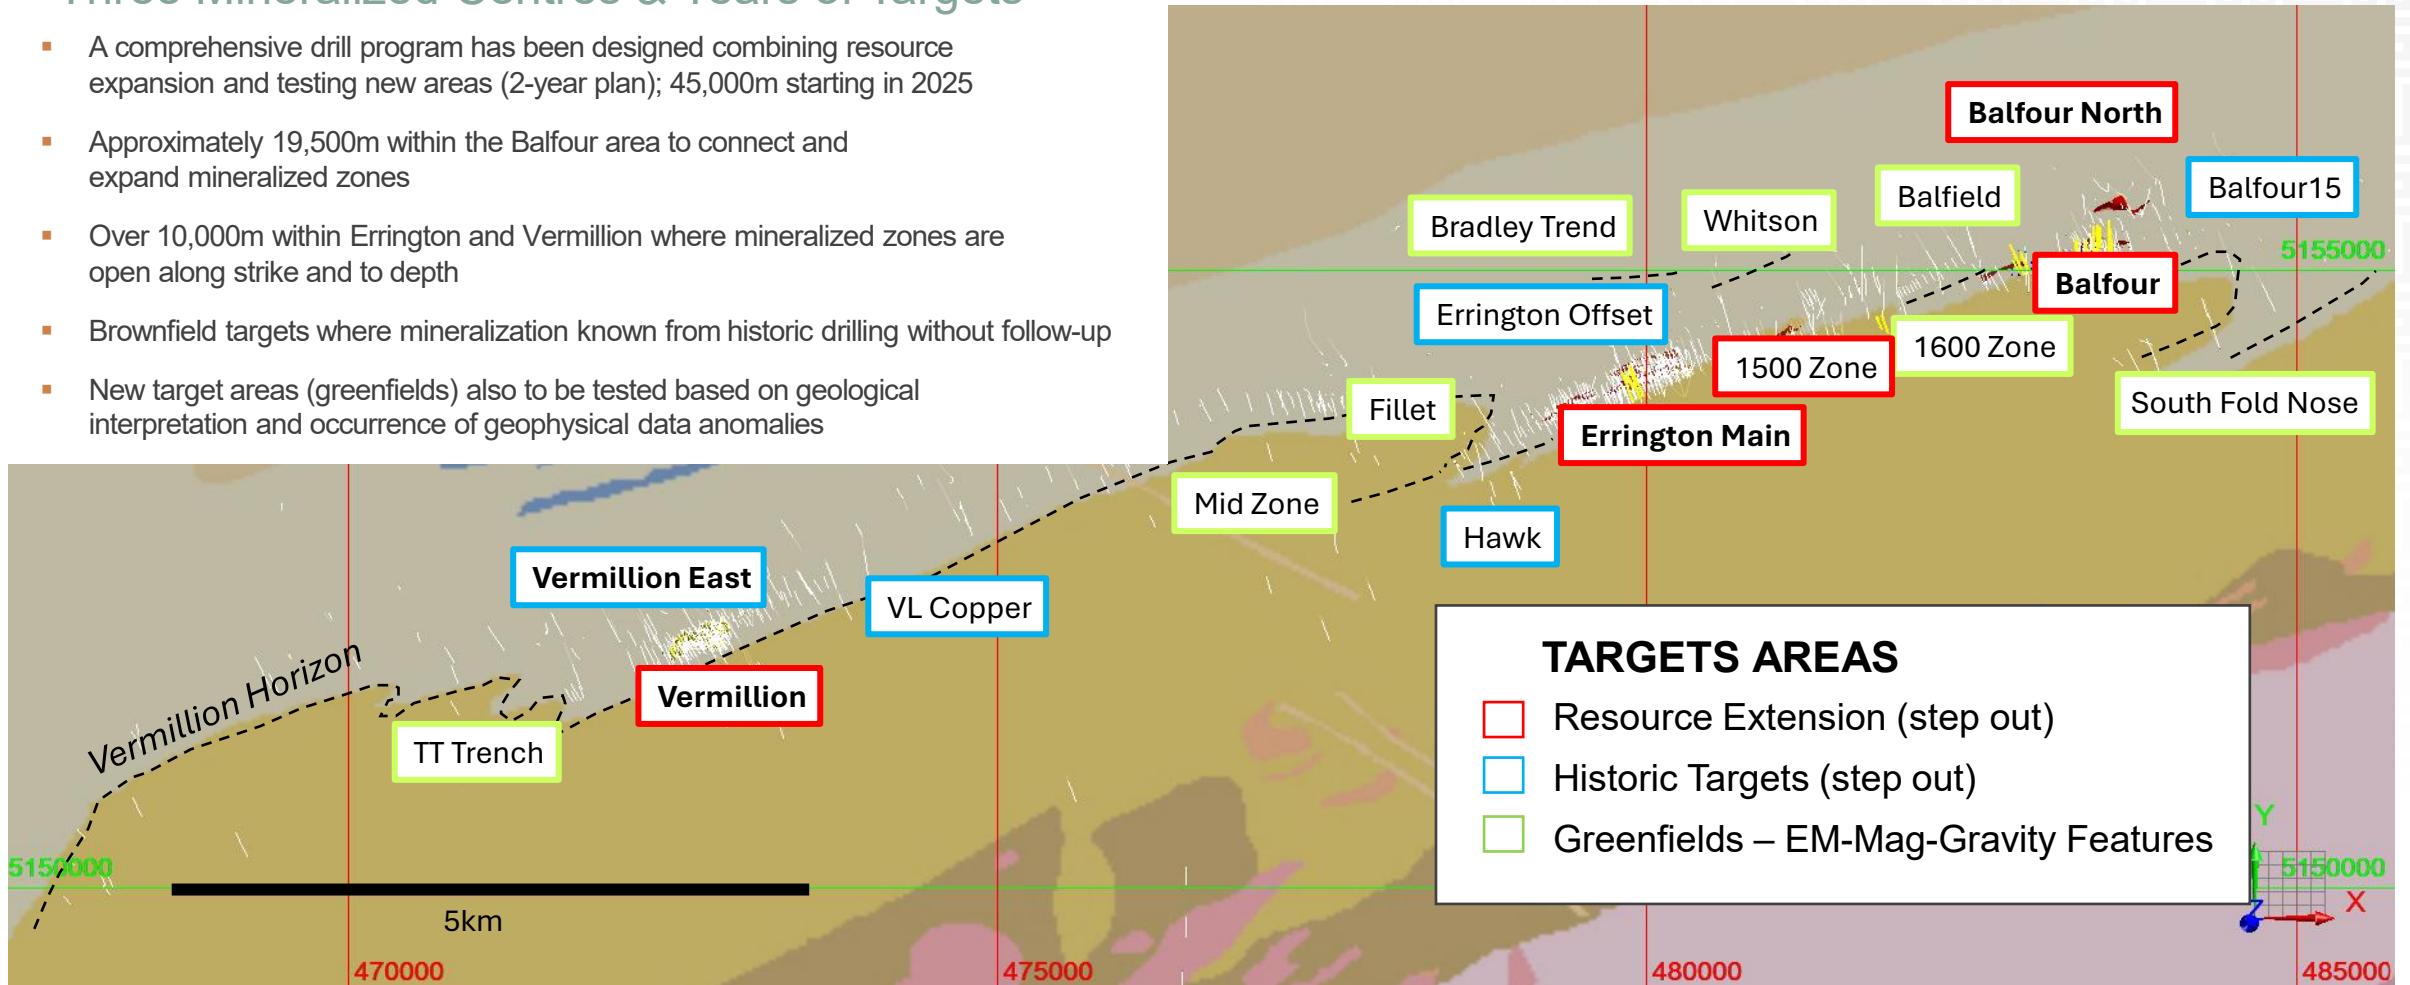 Three Mineralized Centres & Years of Targets
▪ A comprehensive drill program has been designed combining resource
expansion and testing new areas (2-year plan); 45,000m starting in 2025
▪ Approximately 19,500m within the Balfour area to connect and
expand mineralized zones
▪ Over 10,000m within Errington and Vermillion where mineralized zones are
open along strike and to depth
▪ Brownfield targets where mineralization known from historic drilling without follow-up
▪ New target areas (greenfields) also to be tested based on geological
interpretation and occurrence of geophysical data anomalies
Balfour North
Balfour15
Balfield
Whitson
Bradley Trend
5155000
Balfour
Errington Offset
1600 Zone
1500 Zone
South Fold Nose
Fillet
Errington Main
Mid Zone
Hawk
Vermillion East
VL Copper
Vermillion Horizon
Vermillion
TT Trench
TARGETS AREAS
Resource Extension (step out)
Historic Targets (step out)
Greenfields – EM-Mag-Gravity Features
Y
5150000
5150000
Z
X
5km
470000
475000
480000
485000